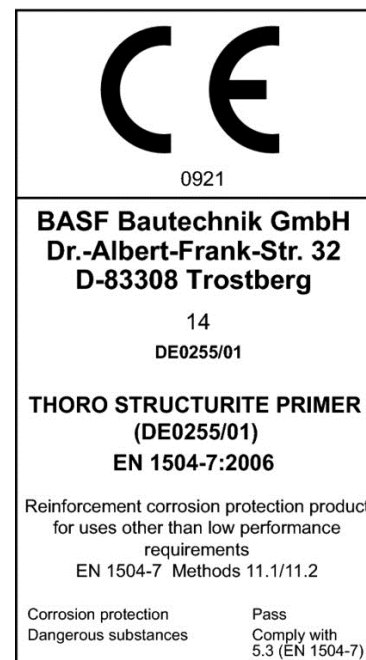 CE
0921
BASF Bautechnik GmbH
Dr.-Albert-Frank-Str. 32
D-83308 Trostberg
14
DE0255/01
THORO STRUCTURITE PRIMER
(DE0255/01)
EN 1504-7:2006
Reinforcement corrosion protection product
for uses other than low performance
requirements
EN 1504-7 Methods 11.1/11.2
Corrosion protection Pass
Dangerous substances Comply with
5.3 (EN 1504-7)